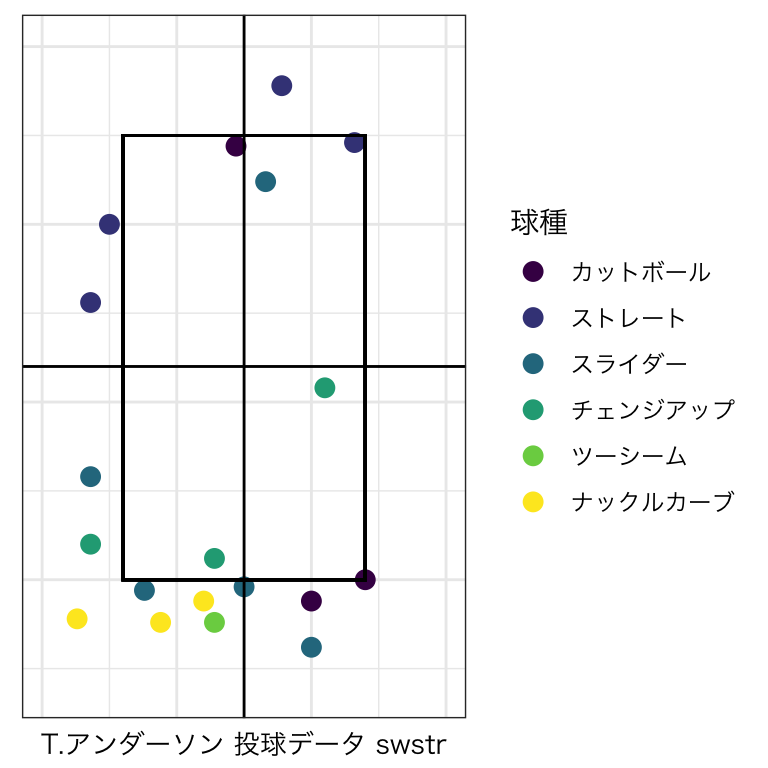 球種
カットボール
ストレート
スライダー
チェンジアップ
ツーシーム
ナックルカーブ
T.アンダーソン 投球データ swstr